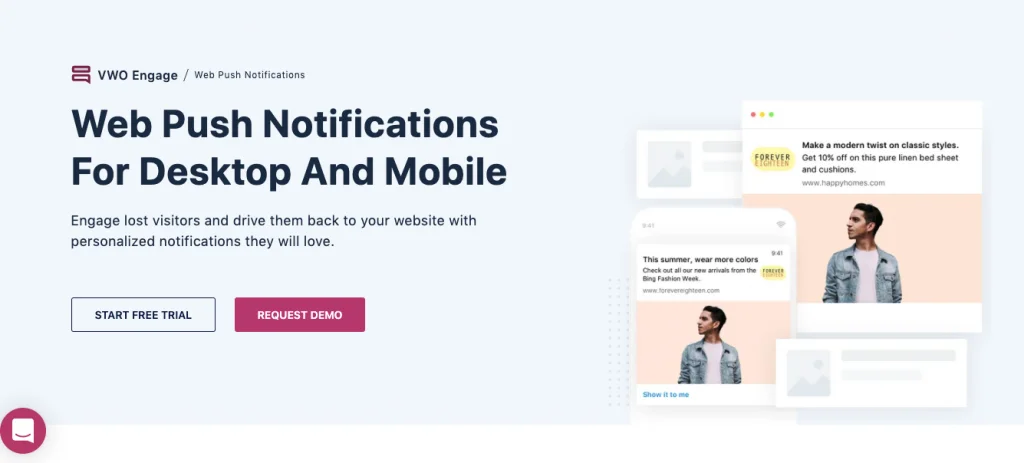 VWO Engage / Web Push Notifications
Web Push Notifications
For Desktop And Mobile
Engage lost visitors and drive them back to your website with
personalized notifications they will love.
START FREE TRIAL
REQUEST DEMO
FOREVER
EIGHTEEN
Make a modern twist on classic styles.
Get 10% off on this pure linen bed sheet
and cushions.
www.happyhomes.com
9:41
This summer, wear more colors
9:41
Check out all our new arrivals from the
Bing Fashion Week.
www.forevereighteen.com
FOREVER
EIGHTEEN
Show it to me